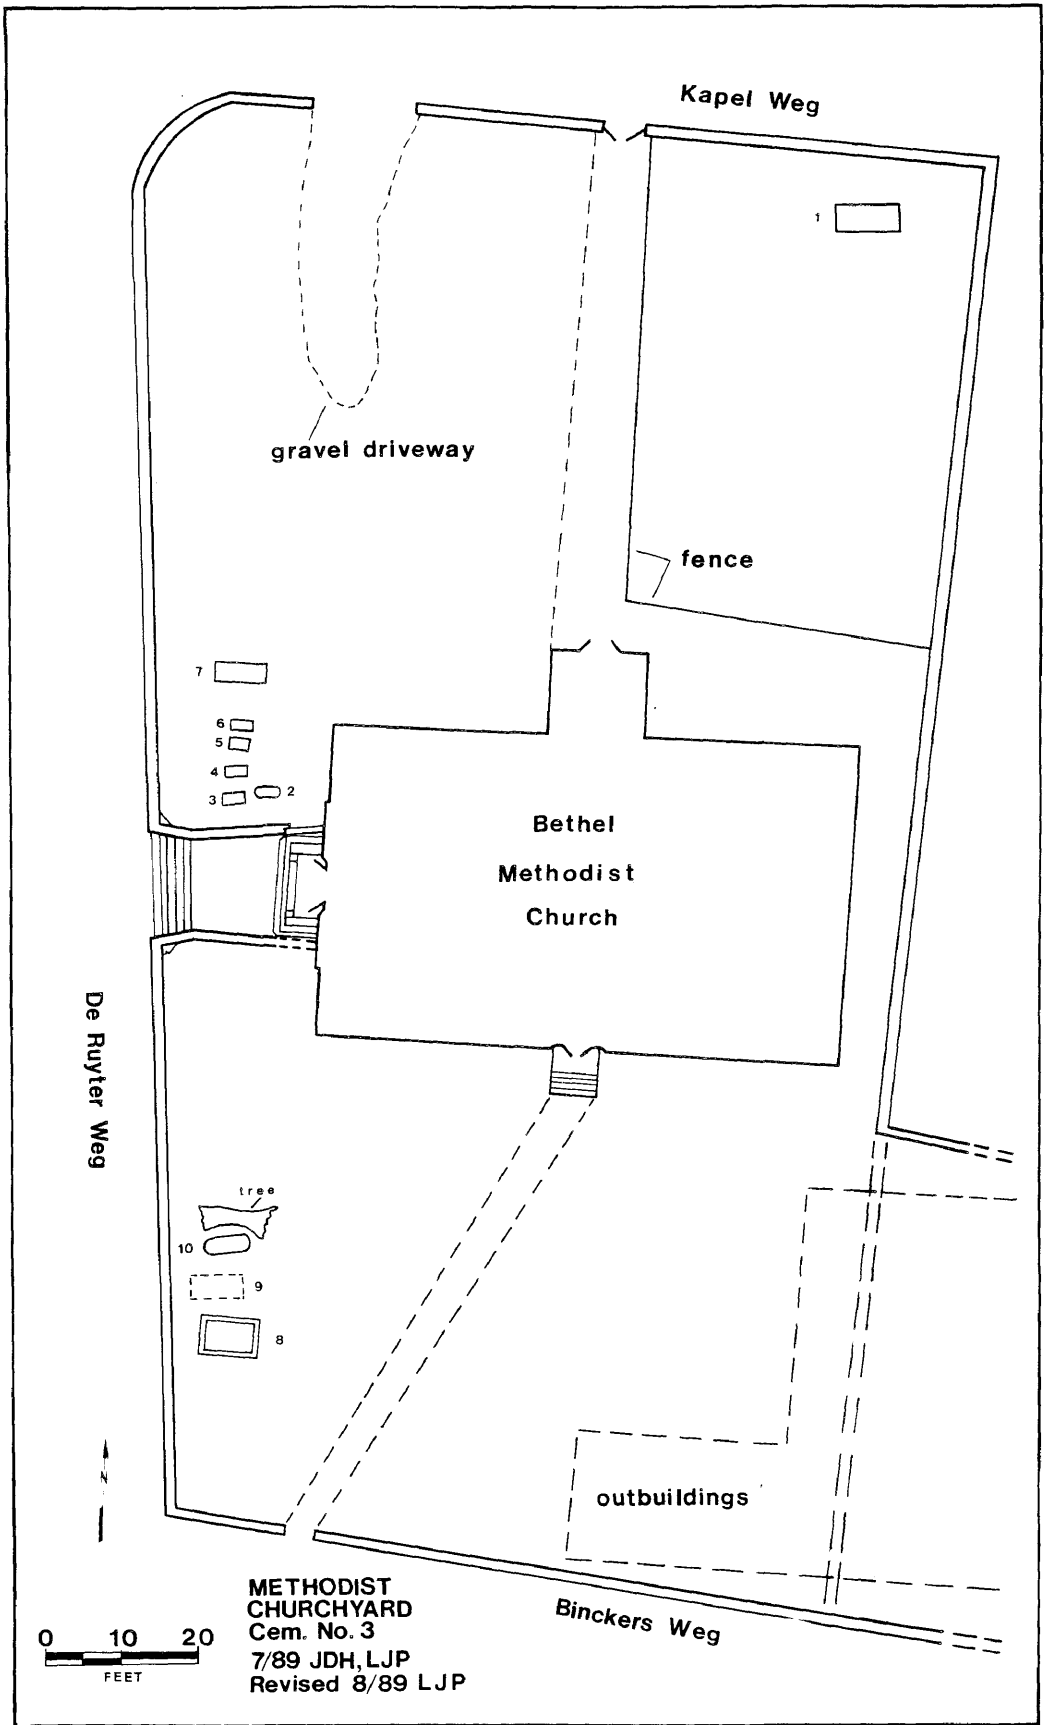 Kapel Weg
1
gravel driveway
fence
7
6
5
4
3
2
Bethel
Methodist
Church
De Ruyter Weg
tree
10
9
8
N
outbuildings
Binckers Weg
METHODIST
CHURCHYARD
Cem. No. 3
7/89 JDH, LJP
Revised 8/89 LJP
0 10 20
FEET